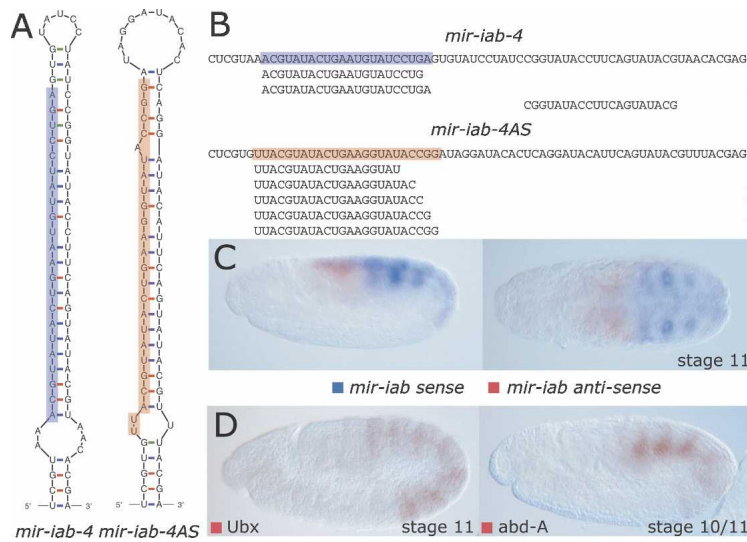 A
B
mir-iab-4
CUCGUAAACGUAUACUGAAUGUAUCCUGAGUGUAUCCUAUCCGGUAUACCUUCAGUAUACGUAACACGAG
ACGUAUACUGAAUGUAUCCUG
ACGUAUACUGAAUGUAUCCUGA
CGGUAUACCUUCAGUAUACG
mir-iab-4AS
CUCGUGUUACGUAUACUGAAGGUAUACCGGAUAGGAUACACUCAGGAUACAUUCAGUAUACGUUUACGAG
UUACGUAUACUGAAGGUAU
UUACGUAUACUGAAGGUAUAC
UUACGUAUACUGAAGGUAUACC
UUACGUAUACUGAAGGUAUACCG
UUACGUAUACUGAAGGUAUACCGG
C
stage 11
mir-iab sense
mir-iab anti-sense
D
Ubx
stage 11
abd-A
stage 10/11
5'
3'
5'
3'
mir-iab-4
mir-iab-4AS